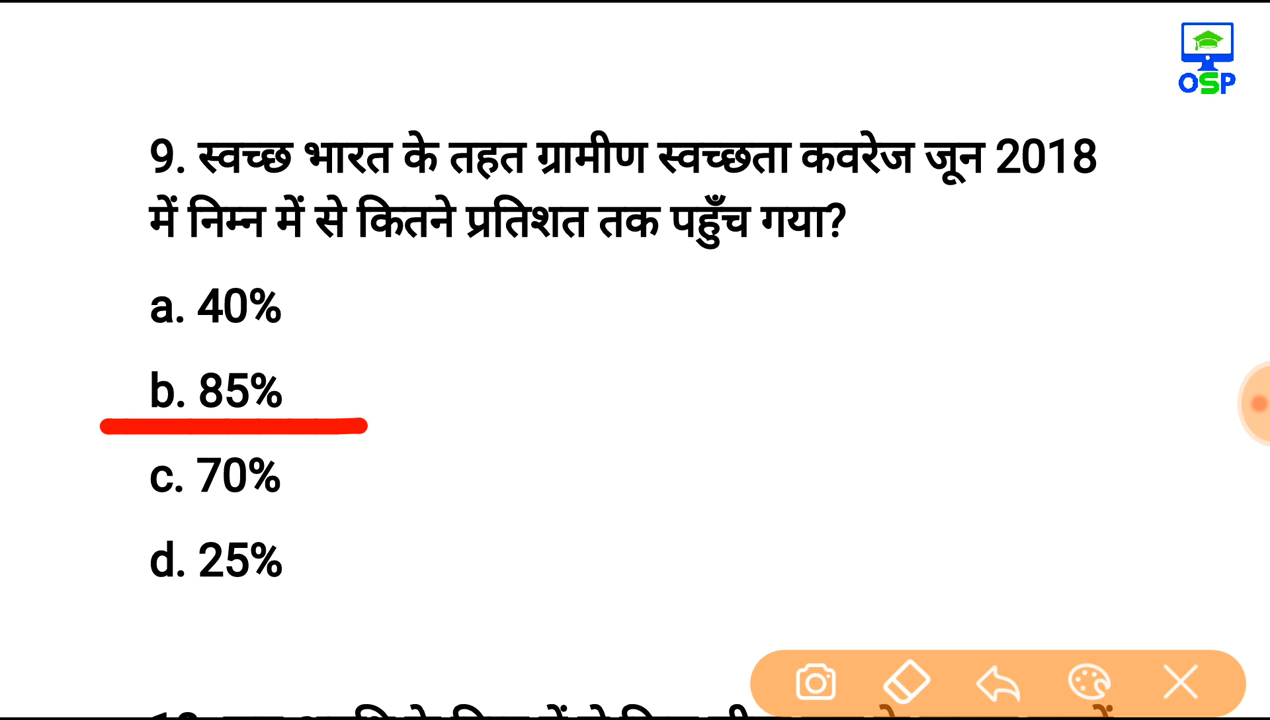 OSP
9. स्वच्छ भारत के तहत ग्रामीण स्वच्छता कवरेज जून 2018
में निम्न में से कितने प्रतिशत तक पहुँच गया?
a. 40%
b. 85%
c. 70%
d. 25%